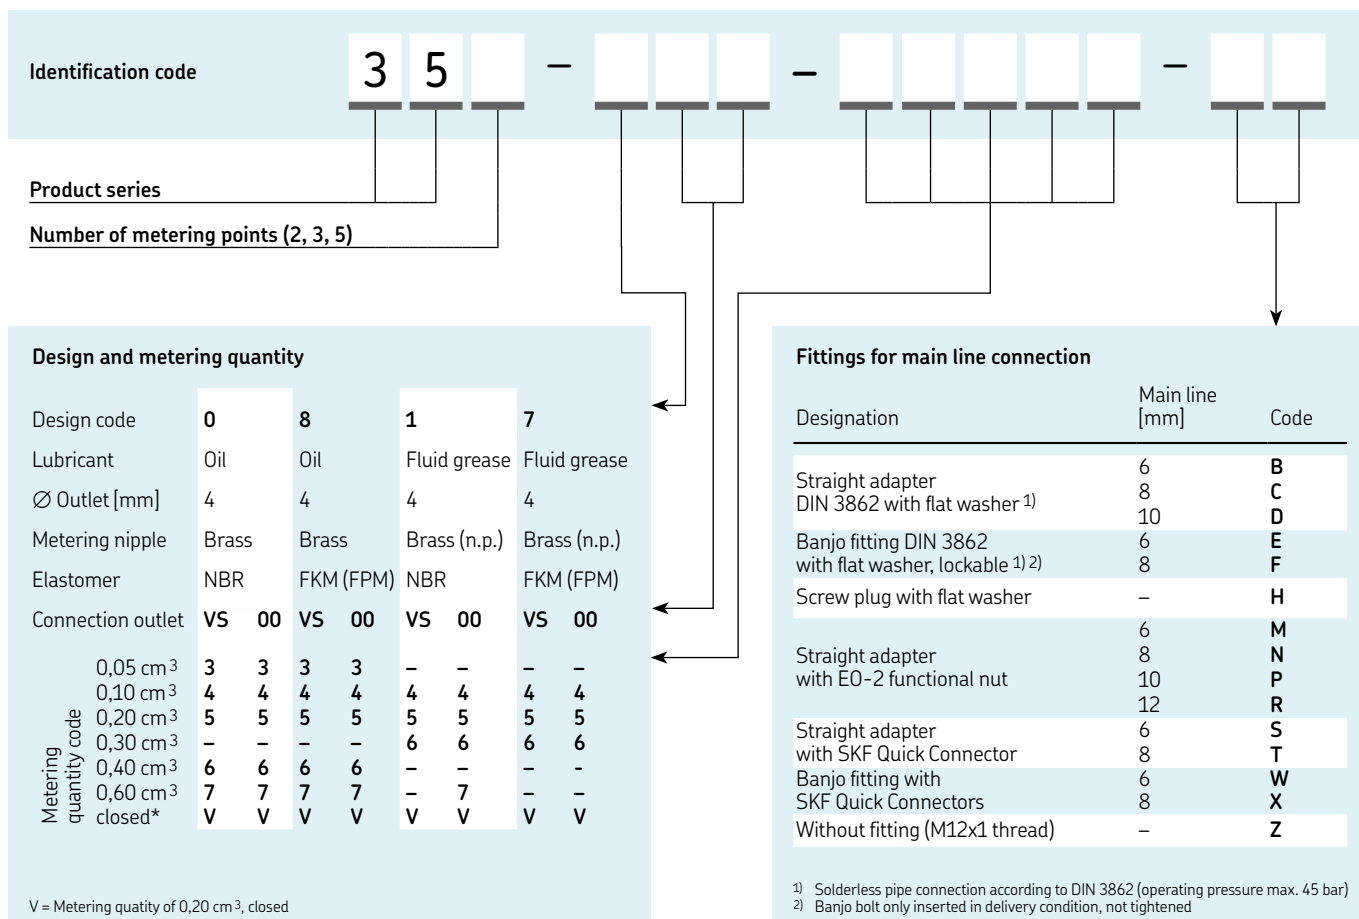 Identification code 3 5 – – –
Product series
Number of metering points (2, 3, 5)
Design and metering quantity
Design code 0 8 1 7
Lubricant Oil Oil Fluid grease Fluid grease
∅ Outlet [mm] 4 4 4 4
Metering nipple Brass Brass Brass (n.p.) Brass (n.p.)
Elastomer NBR FKM (FPM) NBR FKM (FPM)
Connection outlet VS 00 VS 00 VS 00 VS 00
Metering
quantity code
0,05 cm³ 3 3 3 3 – – – –
0,10 cm³ 4 4 4 4 4 4 4 4
0,20 cm³ 5 5 5 5 5 5 5 5
0,30 cm³ – – – – 6 6 6 6
0,40 cm³ 6 6 6 6 – – – -
0,60 cm³ 7 7 7 7 – 7 – –
closed* V V V V V V V V
V = Metering quatity of 0,20 cm³, closed
Fittings for main line connection
Main line
Designation [mm] Code
Straight adapter
DIN 3862 with flat washer 1)
6 B
8 C
10 D
Banjo fitting DIN 3862 6 E
with flat washer, lockable 1) 2) 8 F
Screw plug with flat washer – H
Straight adapter
with EO-2 functional nut
6 M
8 N
10 P
12 R
Straight adapter 6 S
with SKF Quick Connector 8 T
Banjo fitting with 6 W
SKF Quick Connectors 8 X
Without fitting (M12x1 thread) – Z
1) Solderless pipe connection according to DIN 3862 (operating pressure max. 45 bar)
2) Banjo bolt only inserted in delivery condition, not tightened